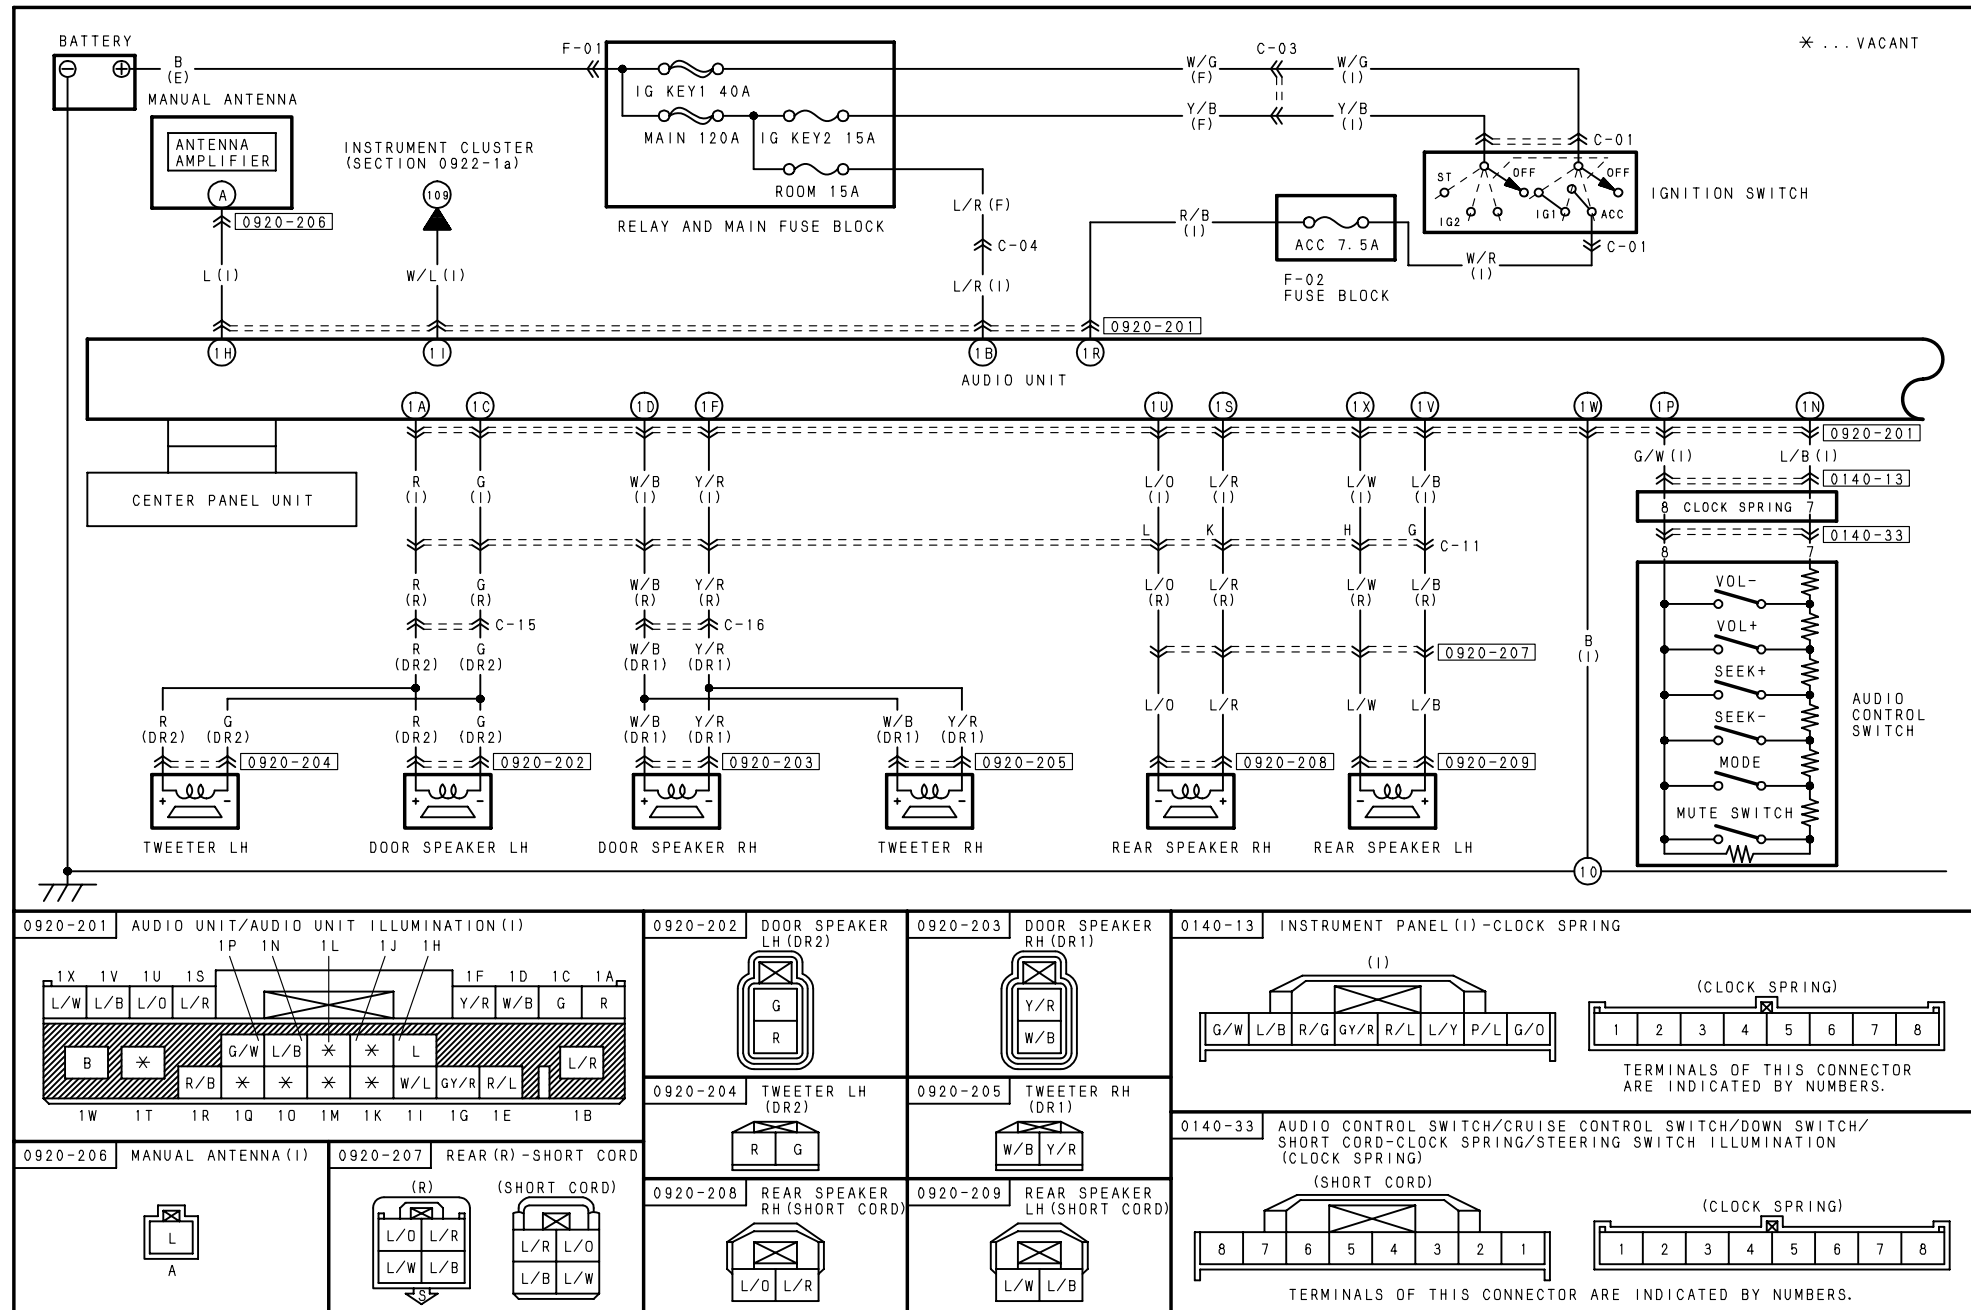 BATTERY
B
(E)
F-01
IG KEY1 40A
MAIN 120A
IG KEY2 15A
ROOM 15A
RELAY AND MAIN FUSE BLOCK
W/G
(F)
C-03
W/G
(I)
Y/B
(F)
Y/B
(I)
* ... VACANT
MANUAL ANTENNA
ANTENNA
AMPLIFIER
A
0920-206
L(I)
INSTRUMENT CLUSTER
(SECTION 0922-1a)
109
W/L(I)
L/R(F)
C-04
L/R(I)
R/B
(I)
ACC 7.5A
F-02
FUSE BLOCK
W/R
(I)
C-01
ST
OFF
OFF
IG2
IG1
ACC
IGNITION SWITCH
C-01
0920-201
1H
1I
1B
1R
AUDIO UNIT
1A
1C
1D
1F
1U
1S
1X
1V
1W
1P
1N
0920-201
CENTER PANEL UNIT
R
(I)
G
(I)
W/B
(I)
Y/R
(I)
L/O
(I)
L/R
(I)
L/W
(I)
L/B
(I)
G/W(I)
L/B(I)
0140-13
8 CLOCK SPRING 7
0140-33
8
7
L
K
H
G
C-11
R
(R)
G
(R)
W/B
(R)
Y/R
(R)
L/O
(R)
L/R
(R)
L/W
(R)
L/B
(R)
C-15
C-16
R
(DR2)
G
(DR2)
W/B
(DR1)
Y/R
(DR1)
0920-207
B
(I)
R
(DR2)
G
(DR2)
R
(DR2)
G
(DR2)
W/B
(DR1)
Y/R
(DR1)
W/B
(DR1)
Y/R
(DR1)
L/O
L/R
L/W
L/B
0920-204
0920-202
0920-203
0920-205
0920-208
0920-209
+ -
+ -
+ -
+ -
- +
+ -
TWEETER LH
DOOR SPEAKER LH
DOOR SPEAKER RH
TWEETER RH
REAR SPEAKER RH
REAR SPEAKER LH
VOL-
VOL+
SEEK+
SEEK-
MODE
MUTE SWITCH
AUDIO
CONTROL
SWITCH
10
0920-201 AUDIO UNIT/AUDIO UNIT ILLUMINATION(I)
1P 1N 1L 1J 1H
1X 1V 1U 1S 1F 1D 1C 1A
L/W L/B L/O L/R Y/R W/B G R
B * G/W L/B * * L L/R
R/B * * * * W/L GY/R R/L
1W 1T 1R 1Q 1O 1M 1K 1I 1G 1E 1B
0920-202 DOOR SPEAKER
LH(DR2)
G
R
0920-203 DOOR SPEAKER
RH(DR1)
Y/R
W/B
0140-13 INSTRUMENT PANEL(I)-CLOCK SPRING
(I)
G/W L/B R/G GY/R R/L L/Y P/L G/O
(CLOCK SPRING)
1 2 3 4 5 6 7 8
TERMINALS OF THIS CONNECTOR
ARE INDICATED BY NUMBERS.
0920-204 TWEETER LH
(DR2)
R G
0920-205 TWEETER RH
(DR1)
W/B Y/R
0140-33 AUDIO CONTROL SWITCH/CRUISE CONTROL SWITCH/DOWN SWITCH/
SHORT CORD-CLOCK SPRING/STEERING SWITCH ILLUMINATION
(CLOCK SPRING)
(SHORT CORD)
8 7 6 5 4 3 2 1
(CLOCK SPRING)
1 2 3 4 5 6 7 8
TERMINALS OF THIS CONNECTOR ARE INDICATED BY NUMBERS.
0920-206 MANUAL ANTENNA(I)
L
A
0920-207 REAR(R)-SHORT CORD
(R)
L/O L/R
L/W L/B
S
(SHORT CORD)
L/R L/O
L/B L/W
0920-208 REAR SPEAKER
RH(SHORT CORD)
L/O L/R
0920-209 REAR SPEAKER
LH(SHORT CORD)
L/W L/B